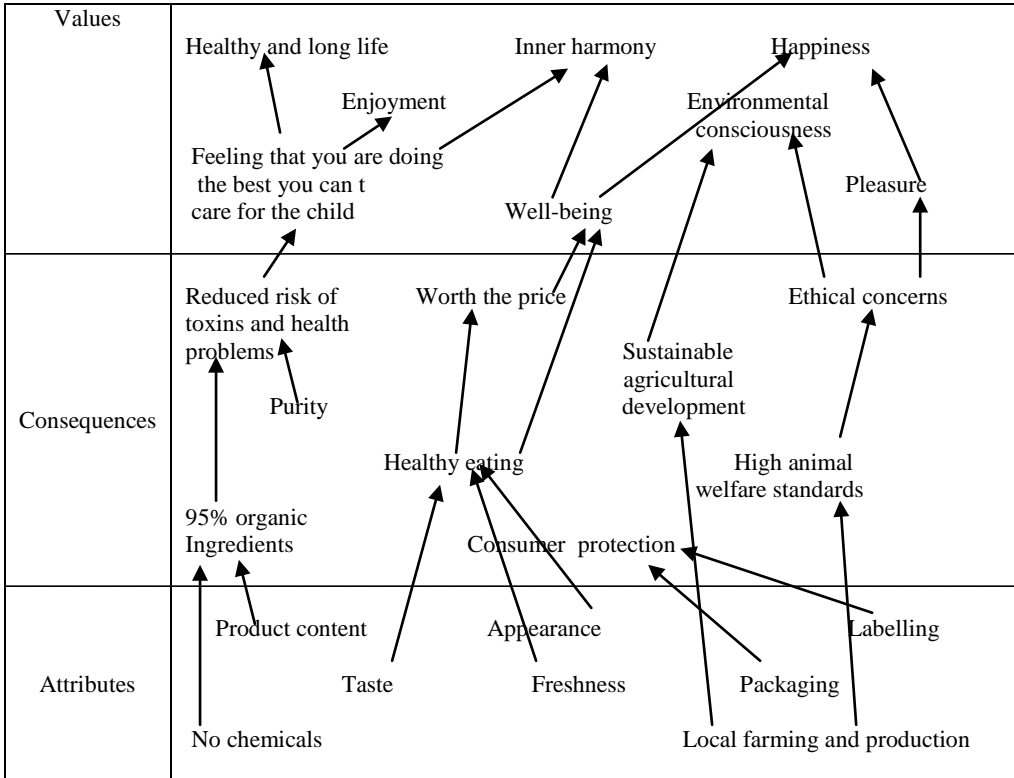 Values
Healthy and long life
Inner harmony
Happiness
Enjoyment
Environmental
consciousness
Feeling that you are doing
the best you can t
care for the child
Pleasure
Well-being
Consequences
Reduced risk of
toxins and health
problems
Worth the price
Ethical concerns
Sustainable
agricultural
development
Purity
Healthy eating
High animal
welfare standards
95% organic
Ingredients
Consumer protection
Attributes
Product content
Appearance
Labelling
Taste
Freshness
Packaging
No chemicals
Local farming and production